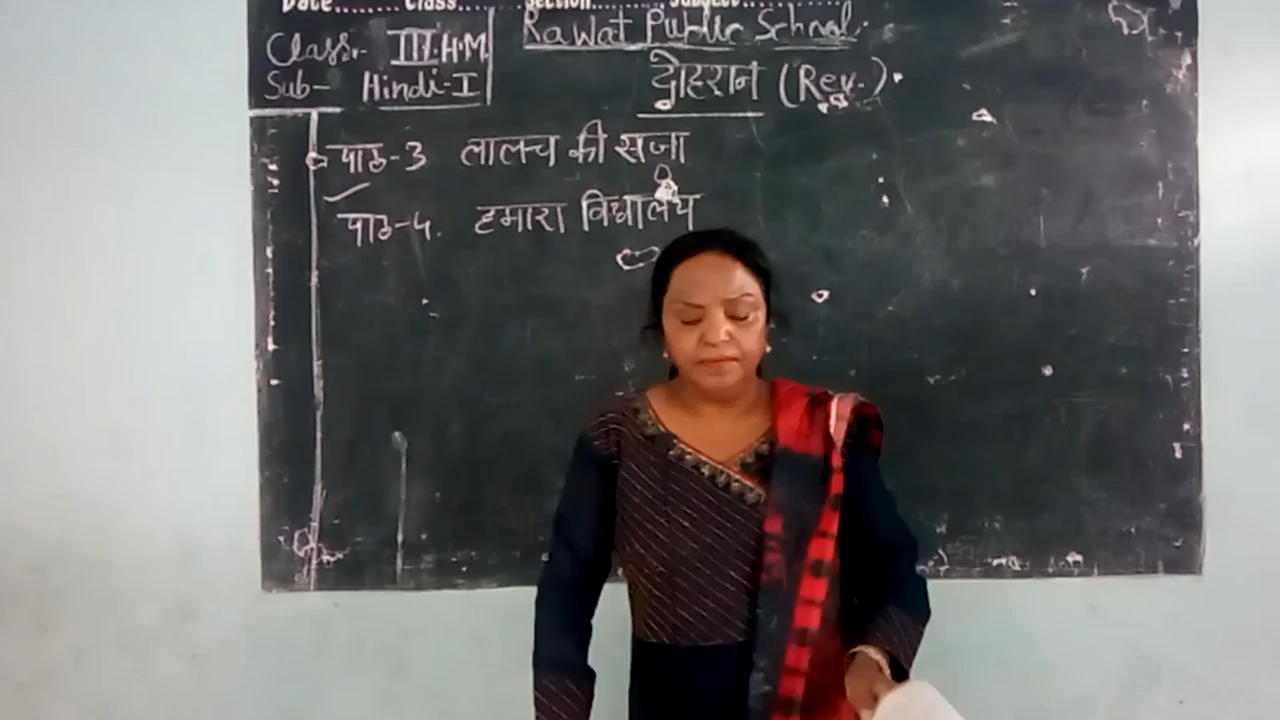 Date........Class.....Section.........Subject..............
Class- III.H.M
Rawat Public School.
Sub- Hindi-I
दोहरान (Rev.)
पाठ-3 लालच की सजा
पाठ-4. हमारा विद्यालय